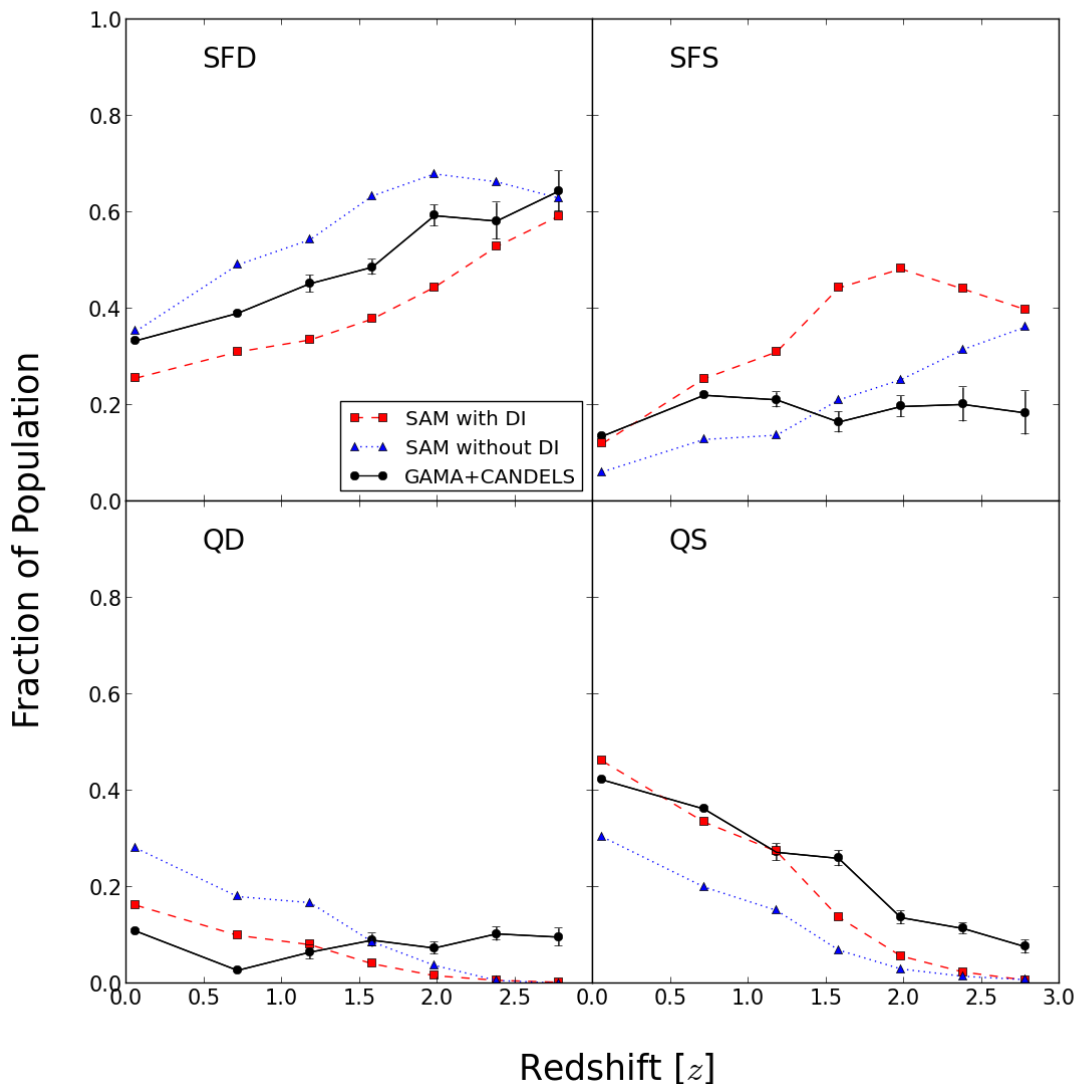 1.0
SFD
SFS
0.8
0.6
0.4
SAM with DI
0.2
SAM without DI
GAMA+CANDELS
0.0
QD
QS
0.8
0.6
0.4
0.2
0.0
0.0 0.5 1.0 1.5 2.0 2.5 0.0 0.5 1.0 1.5 2.0 2.5 3.0
Fraction of Population
Redshift [z]